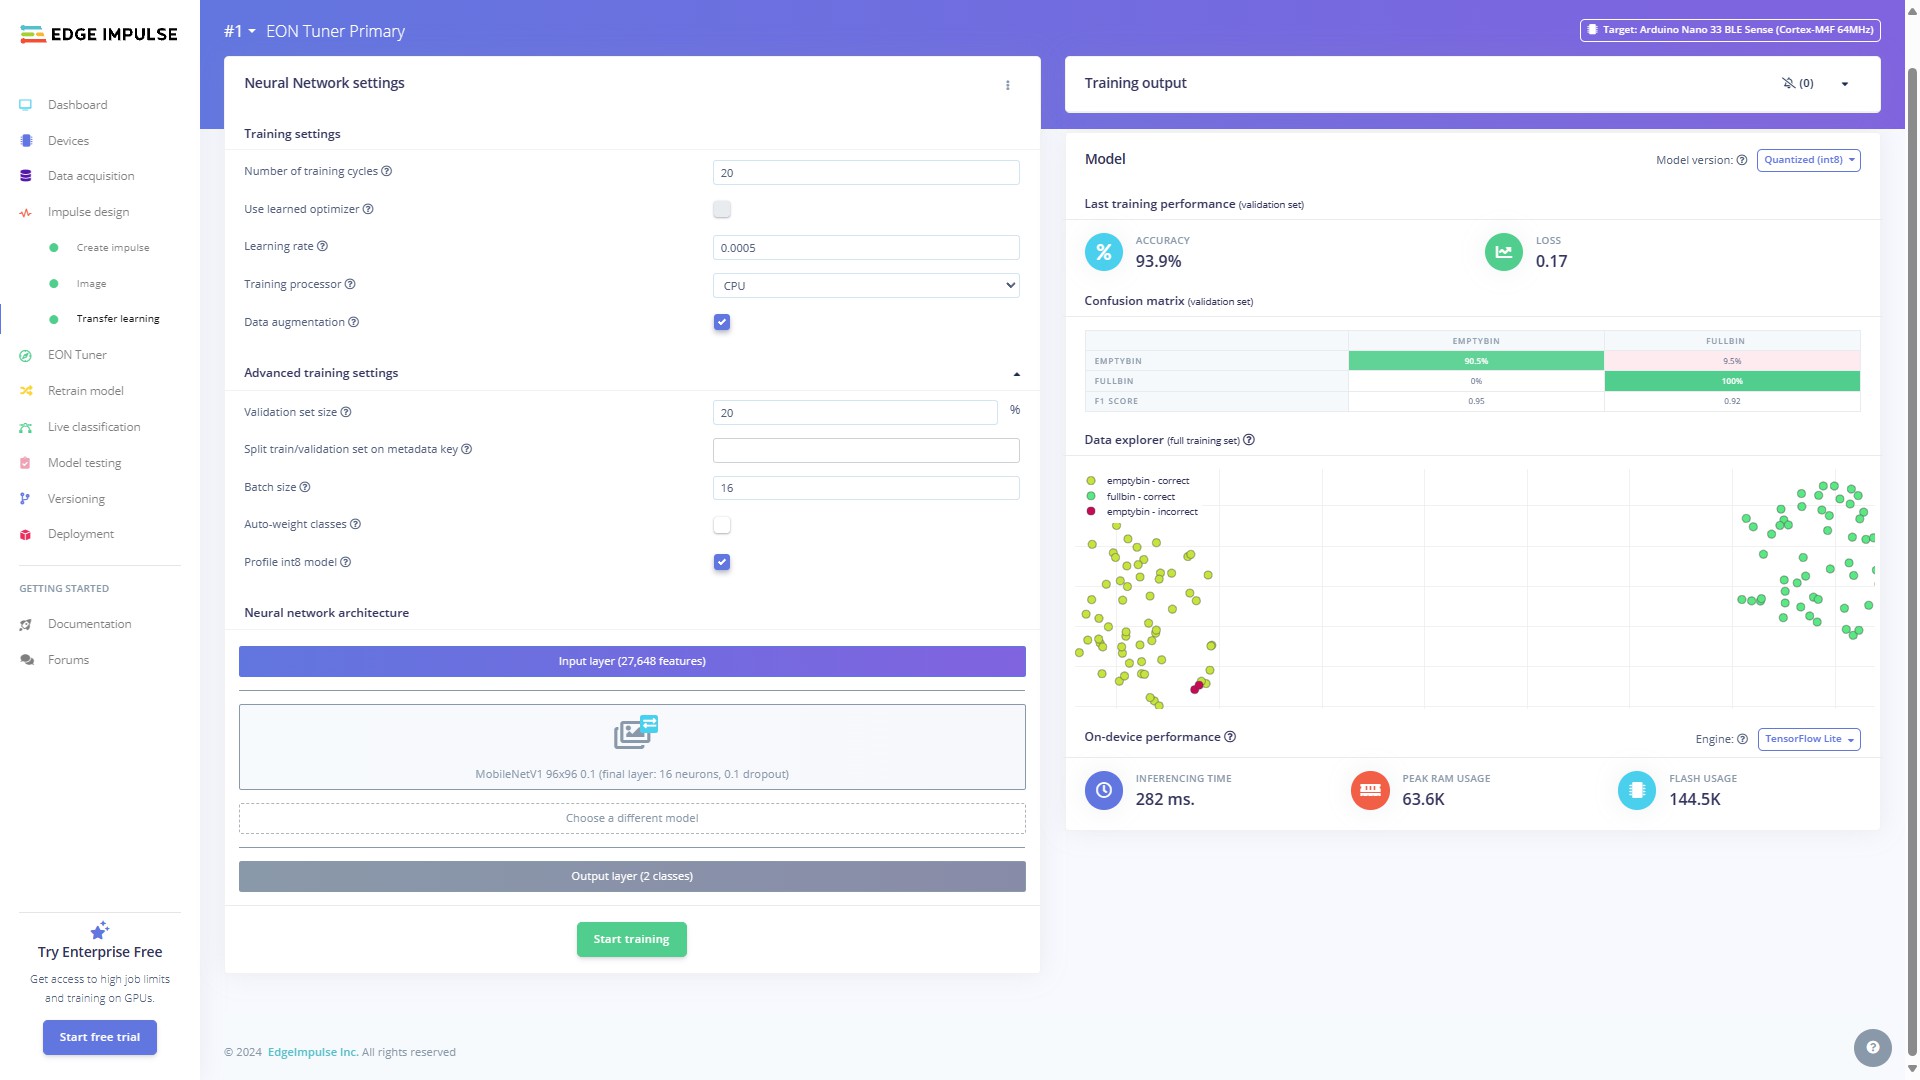 EDGE IMPULSE
Dashboard
Devices
Data acquisition
Impulse design
Create impulse
Image
Transfer learning
EON Tuner
Retrain model
Live classification
Model testing
Versioning
Deployment
GETTING STARTED
Documentation
Forums
Try Enterprise Free
Get access to high job limits
and training on GPUs.
Start free trial
#1 EON Tuner Primary
Target: Arduino Nano 33 BLE Sense (Cortex-M4F 64MHz)
Neural Network settings
Training settings
Number of training cycles 20
Use learned optimizer
Learning rate 0.0005
Training processor CPU
Data augmentation
Advanced training settings
Validation set size 20 %
Split train/validation set on metadata key
Batch size 16
Auto-weight classes
Profile int8 model
Neural network architecture
Input layer (27,648 features)
MobileNetV1 96x96 0.1 (final layer: 16 neurons, 0.1 dropout)
Choose a different model
Output layer (2 classes)
Start training
Training output (0)
Model Model version: Quantized (int8)
Last training performance (validation set)
ACCURACY
93.9%
LOSS
0.17
Confusion matrix (validation set)
EMPTYBIN FULLBIN
EMPTYBIN 90.5% 9.5%
FULLBIN 0% 100%
F1 SCORE 0.95 0.92
Data explorer (full training set)
emptybin - correct
fullbin - correct
emptybin - incorrect
On-device performance Engine: TensorFlow Lite
INFERENCING TIME
282 ms.
PEAK RAM USAGE
63.6K
FLASH USAGE
144.5K
© 2024 EdgeImpulse Inc. All rights reserved